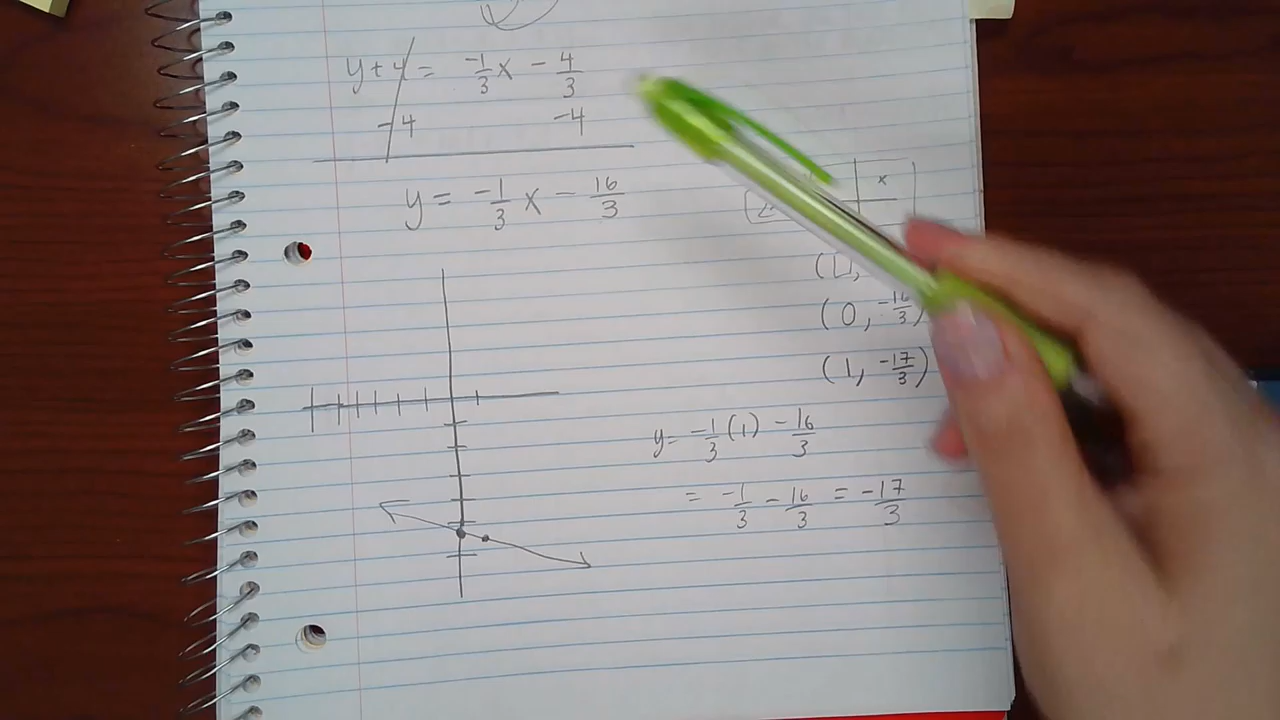 y + 4 = -1/3 x - 4/3
-4 -4
y = -1/3 x - 16/3
x
(0, -16/3)
(1, -17/3)
y = -1/3 (1) - 16/3
= -1/3 - 16/3 = -17/3